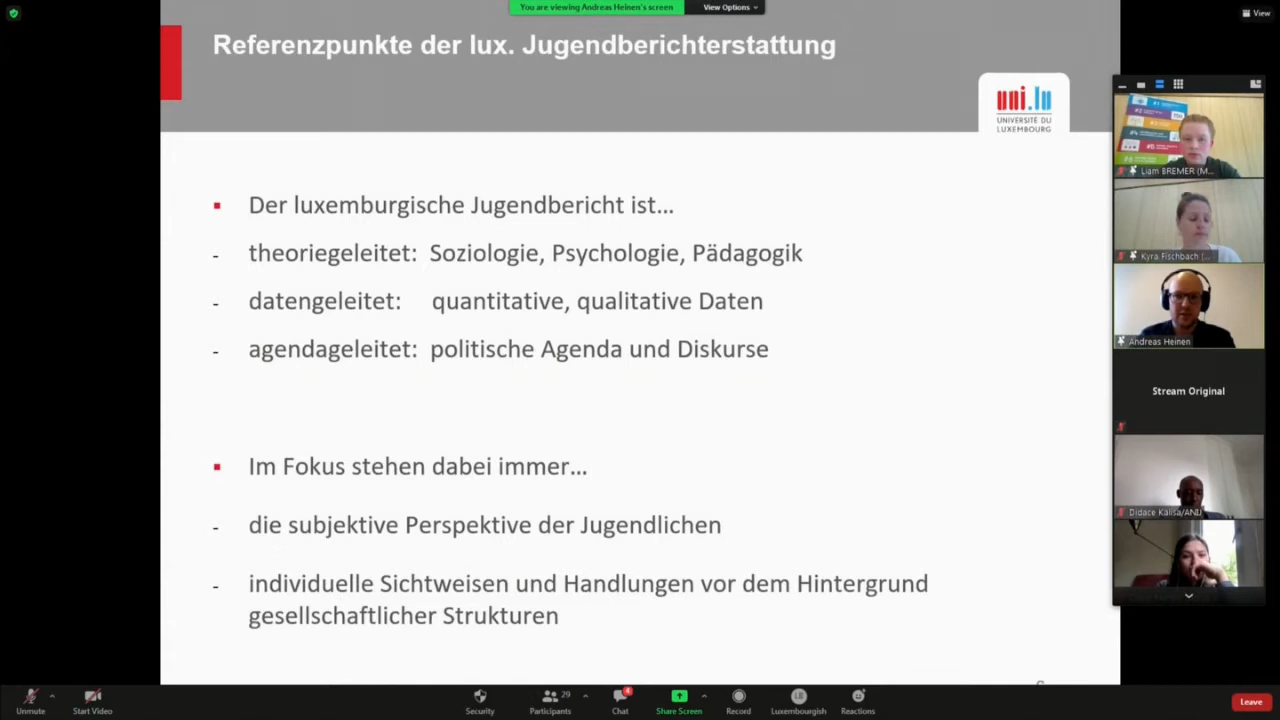 You are viewing Andreas Heinen's screen
View Options
View
Referenzpunkte der lux. Jugendberichterstattung
uni.lu
UNIVERSITÉ DU
LUXEMBOURG
Der luxemburgische Jugendbericht ist...
- theoriegeleitet: Soziologie, Psychologie, Pädagogik
- datengeleitet: quantitative, qualitative Daten
- agendageleitet: politische Agenda und Diskurse
Im Fokus stehen dabei immer...
- die subjektive Perspektive der Jugendlichen
- individuelle Sichtweisen und Handlungen vor dem Hintergrund
gesellschaftlicher Strukturen
Liam BREMER (M...
Kyra Fischbach (...
Andreas Heinen
Stream Original
Didace Kalisa/ANIJ
Unmute
Start Video
Security
Participants
29
Chat
4
Share Screen
Record
LB
Luxembourgish
Reactions
Leave